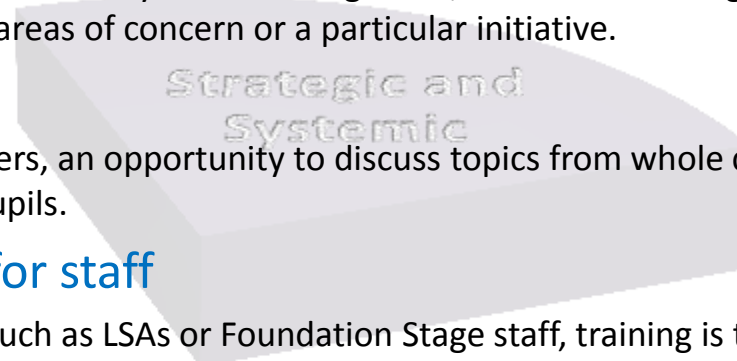 areas of concern or a particular initiative.
Strategic and
Systemic
ers, an opportunity to discuss topics from whole
upils.
for staff
such as LSAs or Foundation Stage staff, training is